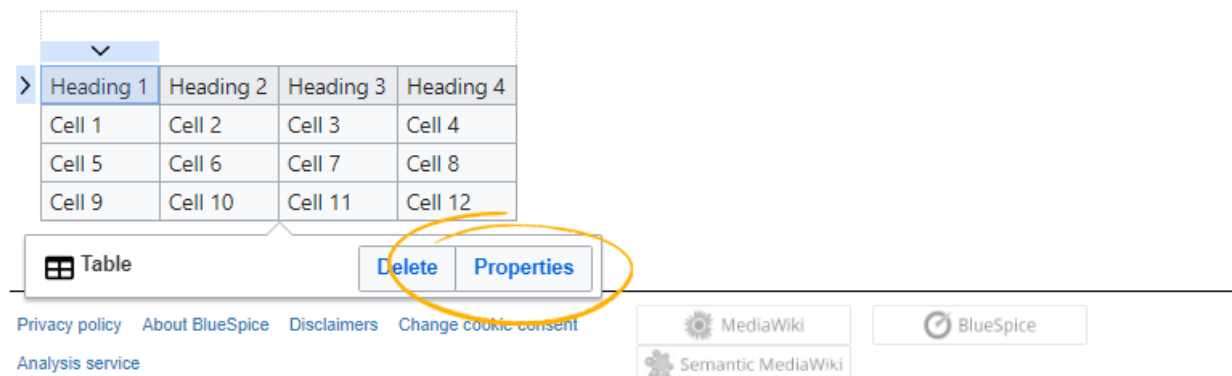 Heading 1 Heading 2 Heading 3 Heading 4
Cell 1 Cell 2 Cell 3 Cell 4
Cell 5 Cell 6 Cell 7 Cell 8
Cell 9 Cell 10 Cell 11 Cell 12
Table Delete Properties
Privacy policy About BlueSpice Disclaimers Change cookie consent MediaWiki BlueSpice
Analysis service Semantic MediaWiki